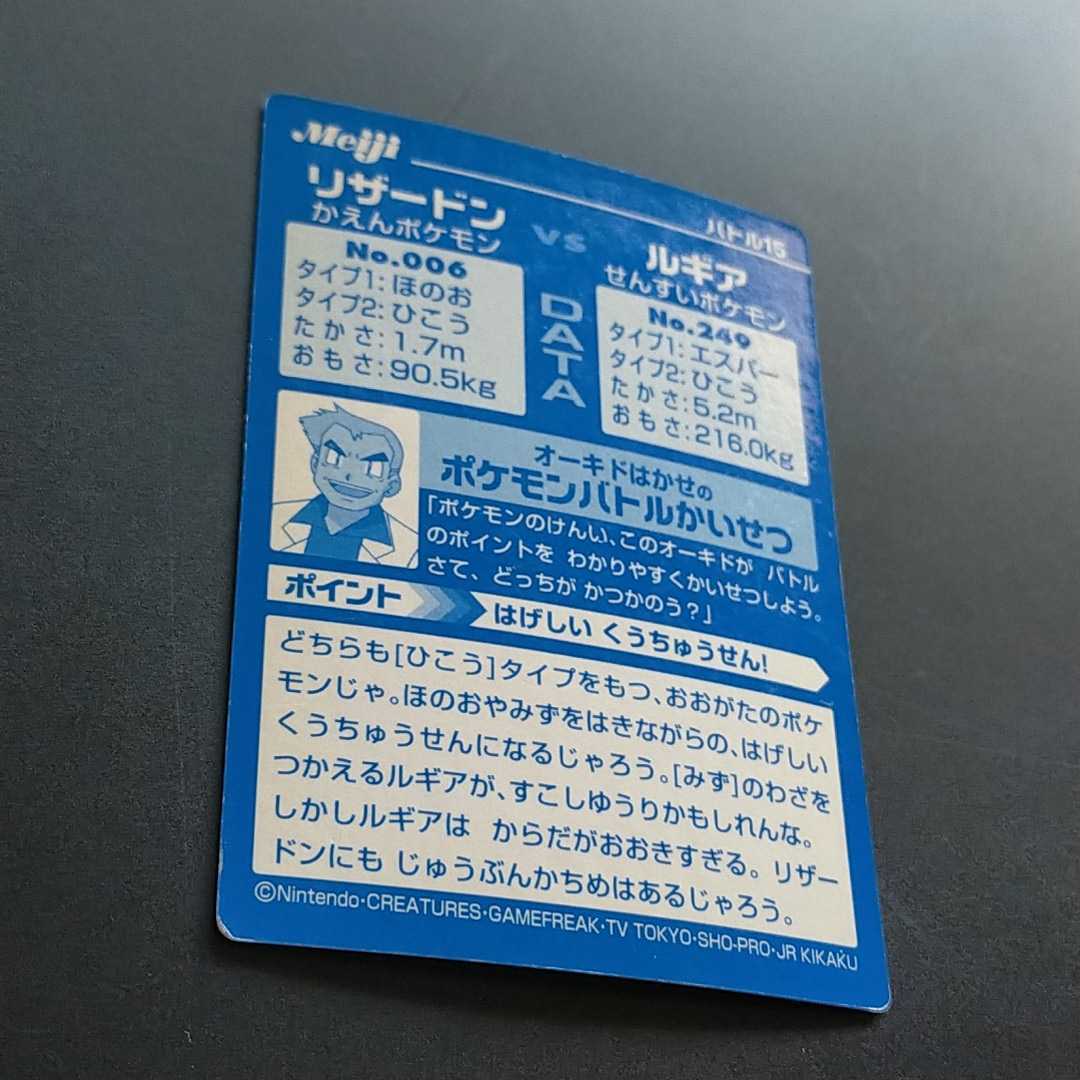 Meiji
バトル15
リザードン
かえんポケモン
No.006
タイプ1:ほのお
タイプ2:ひこう
たかさ:1.7m
おもさ:90.5kg
VS
DATA
ルギア
せんすいポケモン
No.249
タイプ1:エスパー
タイプ2:ひこう
たかさ:5.2m
おもさ:216.0kg
オーキドはかせの
ポケモンバトルかいせつ
「ポケモンのけんい、このオーキドが バトル
のポイントを わかりやすくかいせつしよう。
さて、どっちが かつかのう?」
ポイント
はげしい くうちゅうせん!
どちらも[ひこう]タイプをもつ、おおがたのポケ
モンじゃ。ほのおやみずをはきながらの、はげしい
くうちゅうせんになるじゃろう。[みず]のわざを
つかえるルギアが、すこしゆうりかもしれんな。
しかしルギアは からだがおおきすぎる。リザー
ドンにも じゅうぶんかちめはあるじゃろう。
©Nintendo・CREATURES・GAMEFREAK・TV TOKYO・SHO-PRO・JR KIKAKU